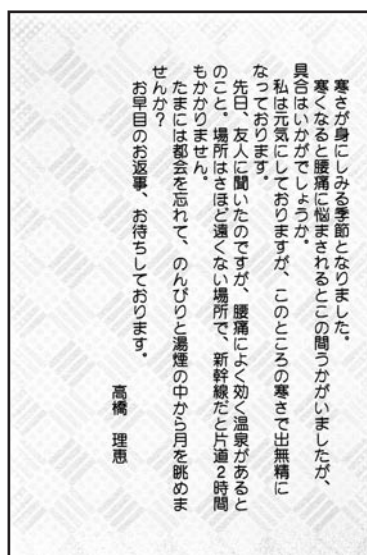 寒さが身にしみる季節となりました。
寒くなると腰痛に悩まされるとこの間うかがいましたが、
具合はいかがでしょうか。
私は元気にしておりますが、このところの寒さで出無精に
なっております。
先日、友人に聞いたのですが、腰痛によく効く温泉があると
のこと。場所はさほど遠くない場所で、新幹線だと片道2時間
もかかりません。
たまには都会を忘れて、のんびりと湯煙の中から月を眺めま
せんか?
お早目のお返事、お待ちしております。
高橋 理恵